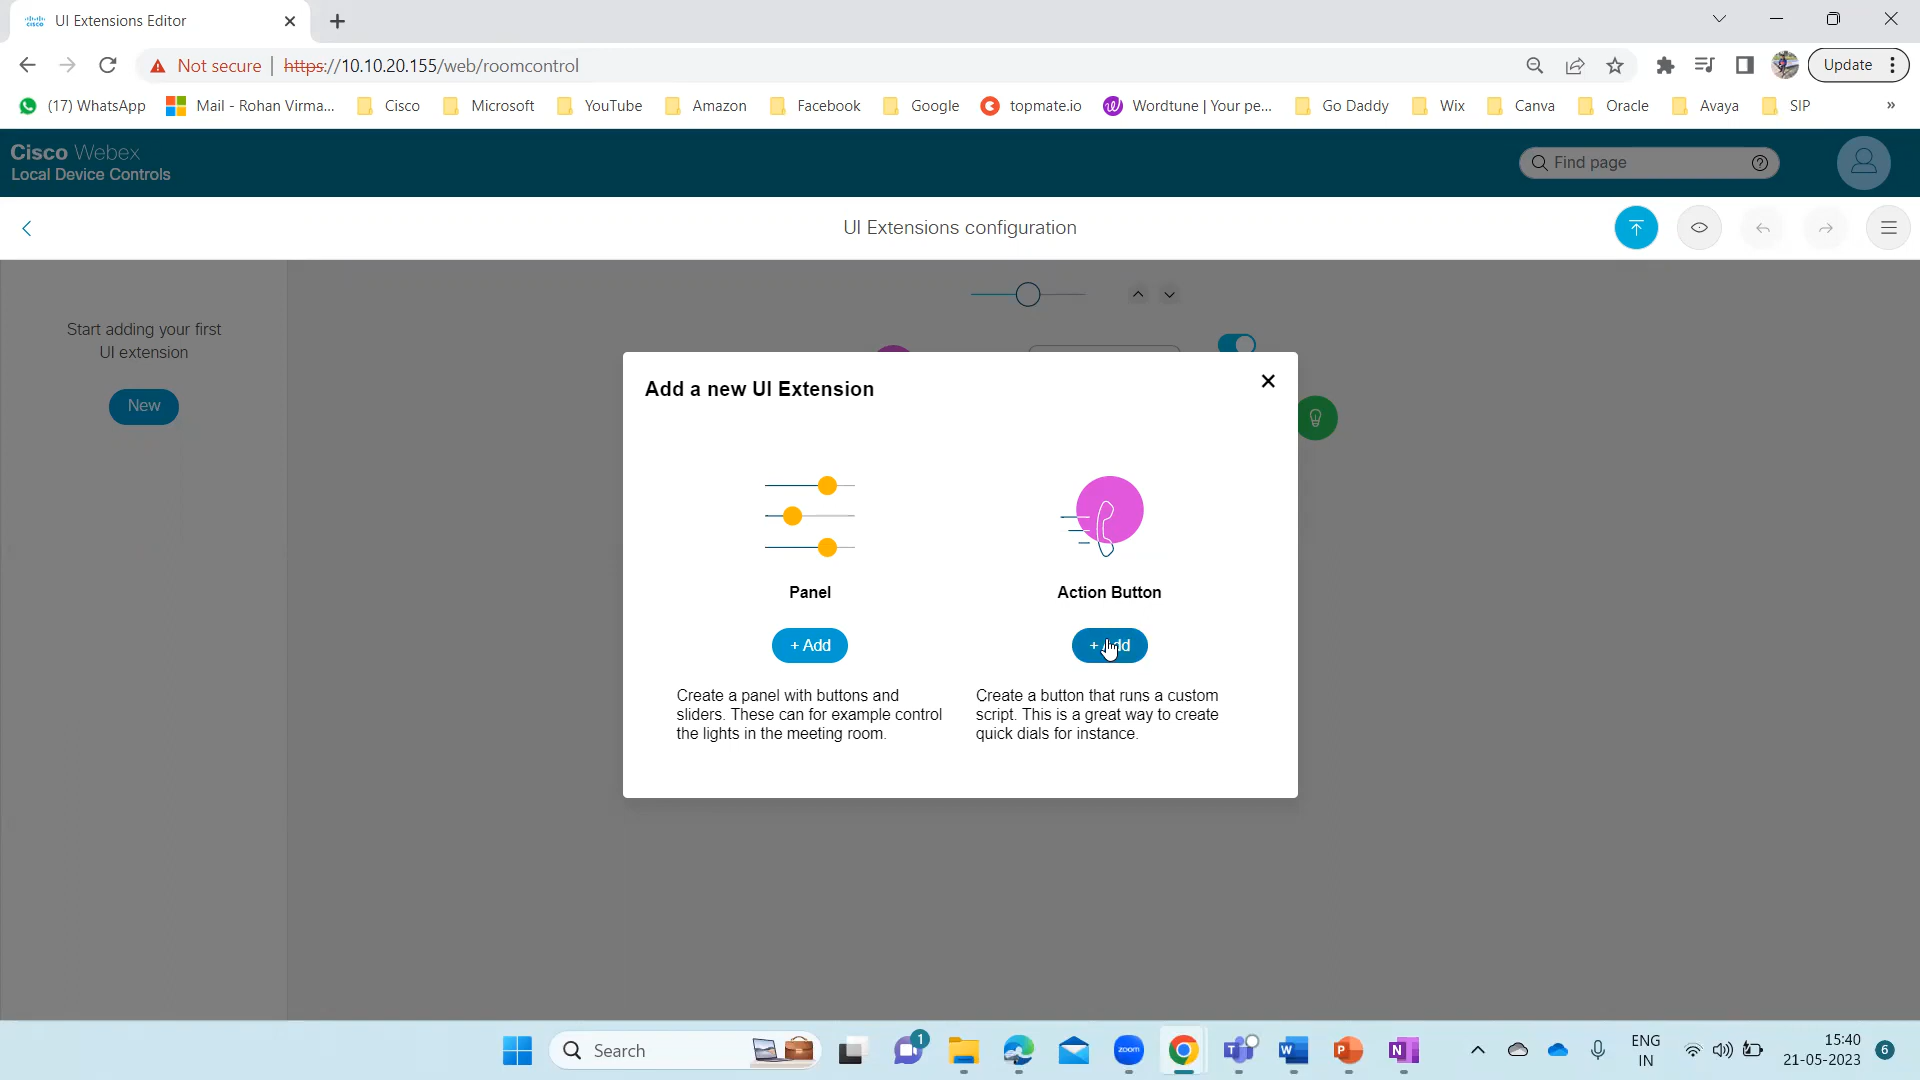 UI Extensions Editor
Not secure
https://10.10.20.155/web/roomcontrol
Update
(17) WhatsApp
Mail - Rohan Virma...
Cisco
Microsoft
YouTube
Amazon
Facebook
Google
topmate.io
Wordtune | Your pe...
Go Daddy
Wix
Canva
Oracle
Avaya
SIP
»
Cisco Webex
Local Device Controls
Find page
UI Extensions configuration
Start adding your first
UI extension
New
Add a new UI Extension
Panel
Action Button
+ Add
+ Add
Create a panel with buttons and
sliders. These can for example control
the lights in the meeting room.
Create a button that runs a custom
script. This is a great way to create
quick dials for instance.
Search
1
zoom
ENG
IN
15:40
21-05-2023
6